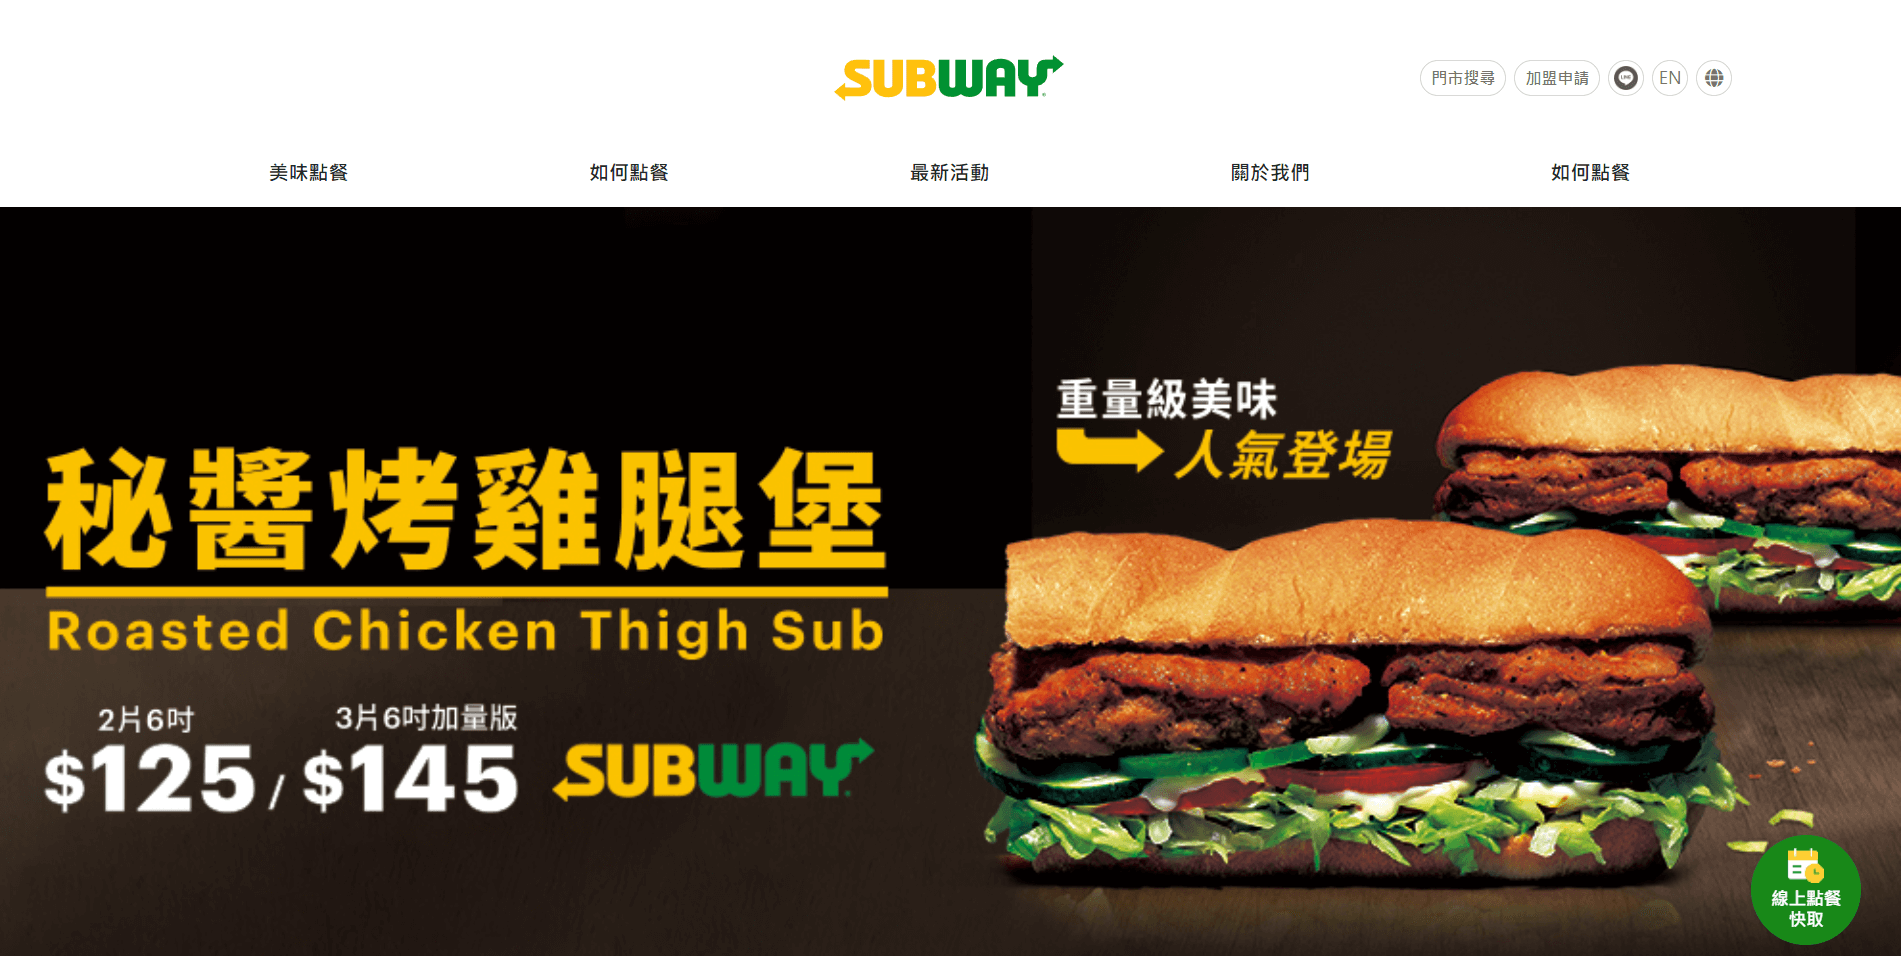 SUBWAY
門市搜尋
加盟申請
LINE
EN
美味點餐
如何點餐
最新活動
關於我們
如何點餐
重量級美味
人氣登場
秘醬烤雞腿堡
Roasted Chicken Thigh Sub
2片6吋
3片6吋加量版
$125 / $145
SUBWAY
線上點餐
快取